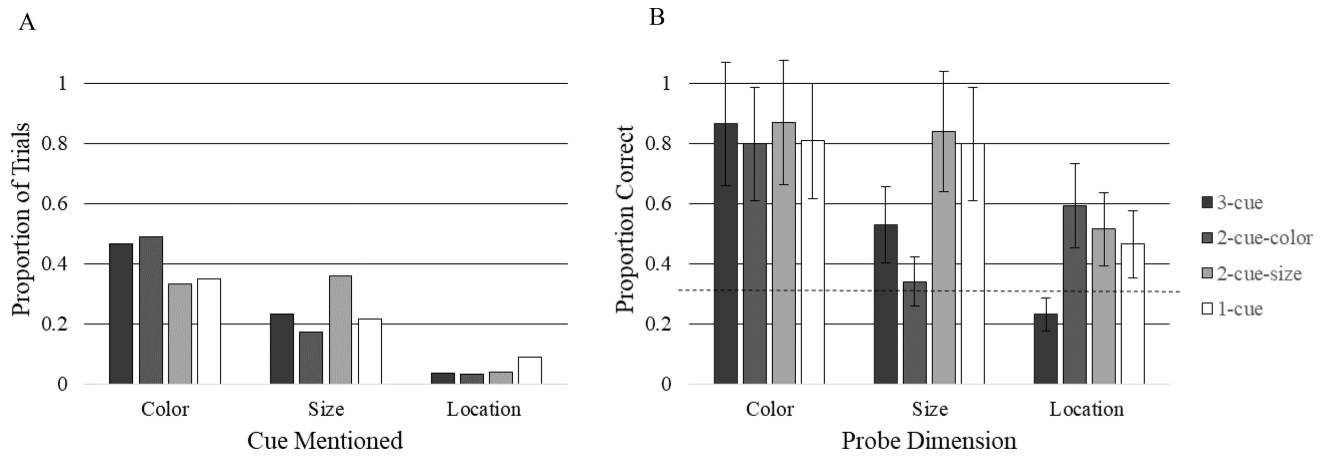 A
Proportion of Trials
1
0.8
0.6
0.4
0.2
0
Color Size Location
Cue Mentioned
B
Proportion Correct
1
0.8
0.6
0.4
0.2
0
Color Size Location
Probe Dimension
3-cue
2-cue-color
2-cue-size
1-cue